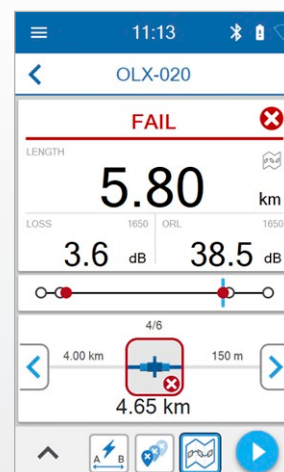 11:13
OLX-020
FAIL
LENGTH
5.80 km
LOSS 1650 ORL 1650
3.6 dB 38.5 dB
4/6
4.00 km 150 m
4.65 km
A B